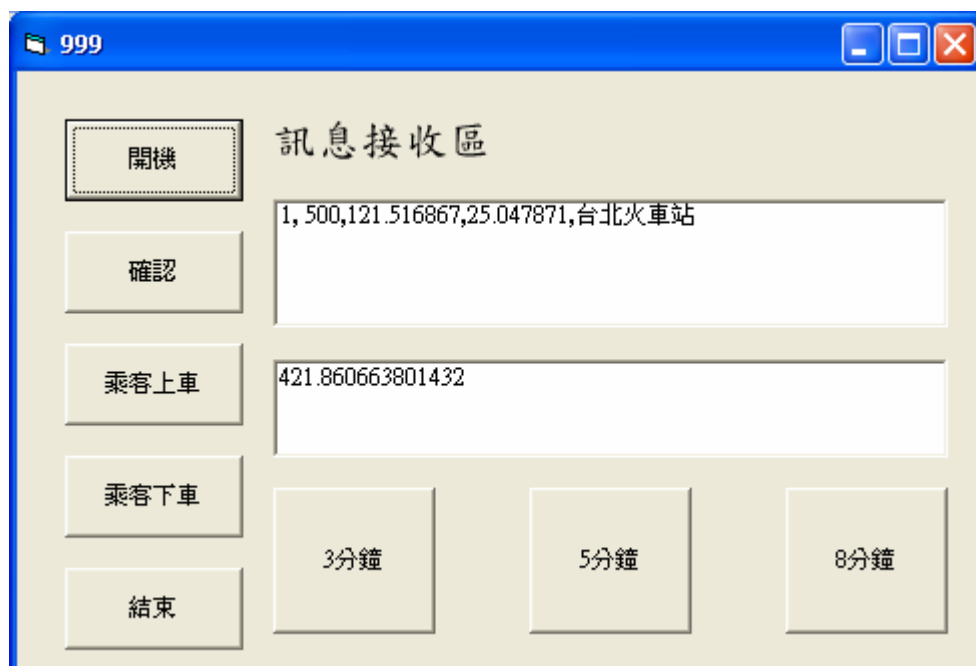 999
開機
訊息接收區
1, 500,121.516867,25.047871,台北火車站
確認
乘客上車
421.860663801432
乘客下車
3分鐘
5分鐘
8分鐘
結束